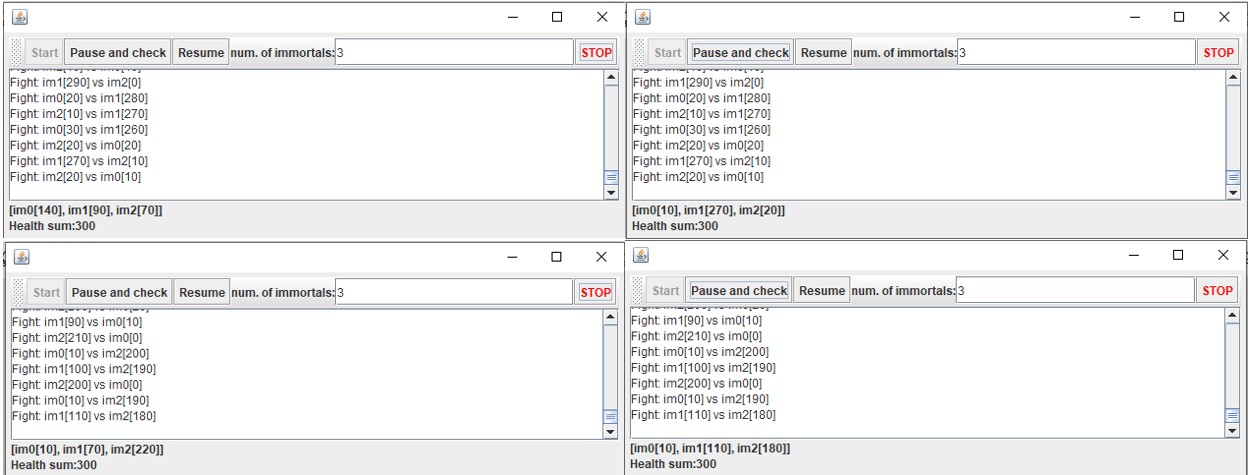 Start Pause and check Resume num. of immortals: 3 STOP
Fight: im1[290] vs im2[0]
Fight: im0[20] vs im1[280]
Fight: im2[10] vs im1[270]
Fight: im0[30] vs im1[260]
Fight: im2[20] vs im0[20]
Fight: im1[270] vs im2[10]
Fight: im2[20] vs im0[10]
[im0[140], im1[90], im2[70]]
Health sum:300
Start Pause and check Resume num. of immortals: 3 STOP
Fight: im1[290] vs im2[0]
Fight: im0[20] vs im1[280]
Fight: im2[10] vs im1[270]
Fight: im0[30] vs im1[260]
Fight: im2[20] vs im0[20]
Fight: im1[270] vs im2[10]
Fight: im2[20] vs im0[10]
[im0[10], im1[270], im2[20]]
Health sum:300
Start Pause and check Resume num. of immortals: 3 STOP
Fight: im1[90] vs im0[10]
Fight: im2[210] vs im0[0]
Fight: im0[10] vs im2[200]
Fight: im1[100] vs im2[190]
Fight: im2[200] vs im0[0]
Fight: im0[10] vs im2[190]
Fight: im1[110] vs im2[180]
[im0[10], im1[70], im2[220]]
Health sum:300
Start Pause and check Resume num. of immortals: 3 STOP
Fight: im1[90] vs im0[10]
Fight: im2[210] vs im0[0]
Fight: im0[10] vs im2[200]
Fight: im1[100] vs im2[190]
Fight: im2[200] vs im0[0]
Fight: im0[10] vs im2[190]
Fight: im1[110] vs im2[180]
[im0[10], im1[110], im2[180]]
Health sum:300